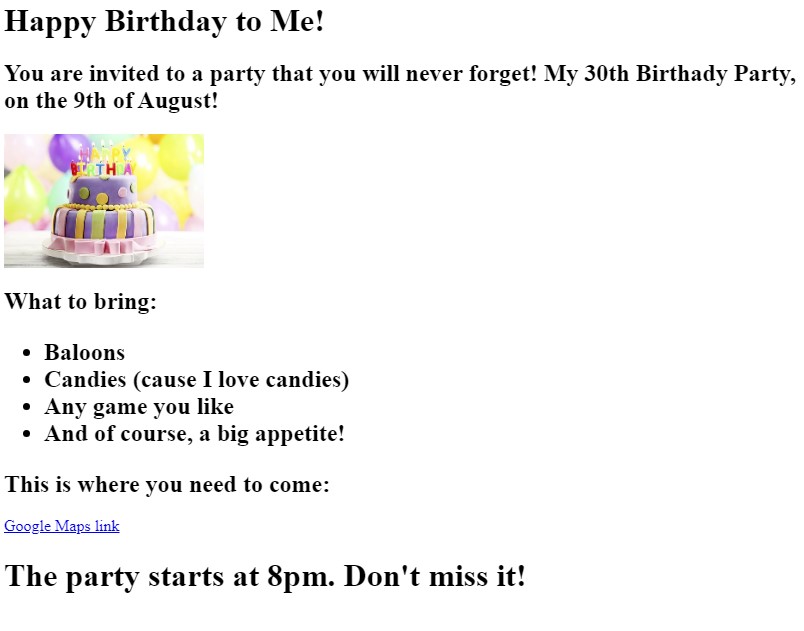 Happy Birthday to Me!
You are invited to a party that you will never forget! My 30th Birthady Party,
on the 9th of August!
HAPPY
BIRTHDAY
What to bring:
• Baloons
• Candies (cause I love candies)
• Any game you like
• And of course, a big appetite!
This is where you need to come:
Google Maps link
The party starts at 8pm. Don't miss it!